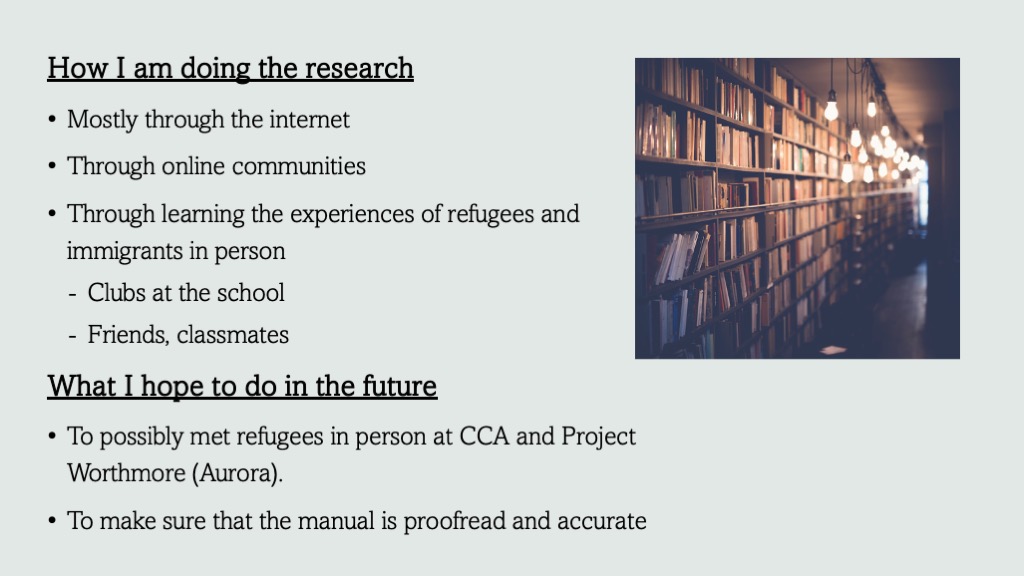 How I am doing the research
• Mostly through the internet
• Through online communities
• Through learning the experiences of refugees and
immigrants in person
- Clubs at the school
- Friends, classmates
What I hope to do in the future
• To possibly met refugees in person at CCA and Project
Worthmore (Aurora).
• To make sure that the manual is proofread and accurate